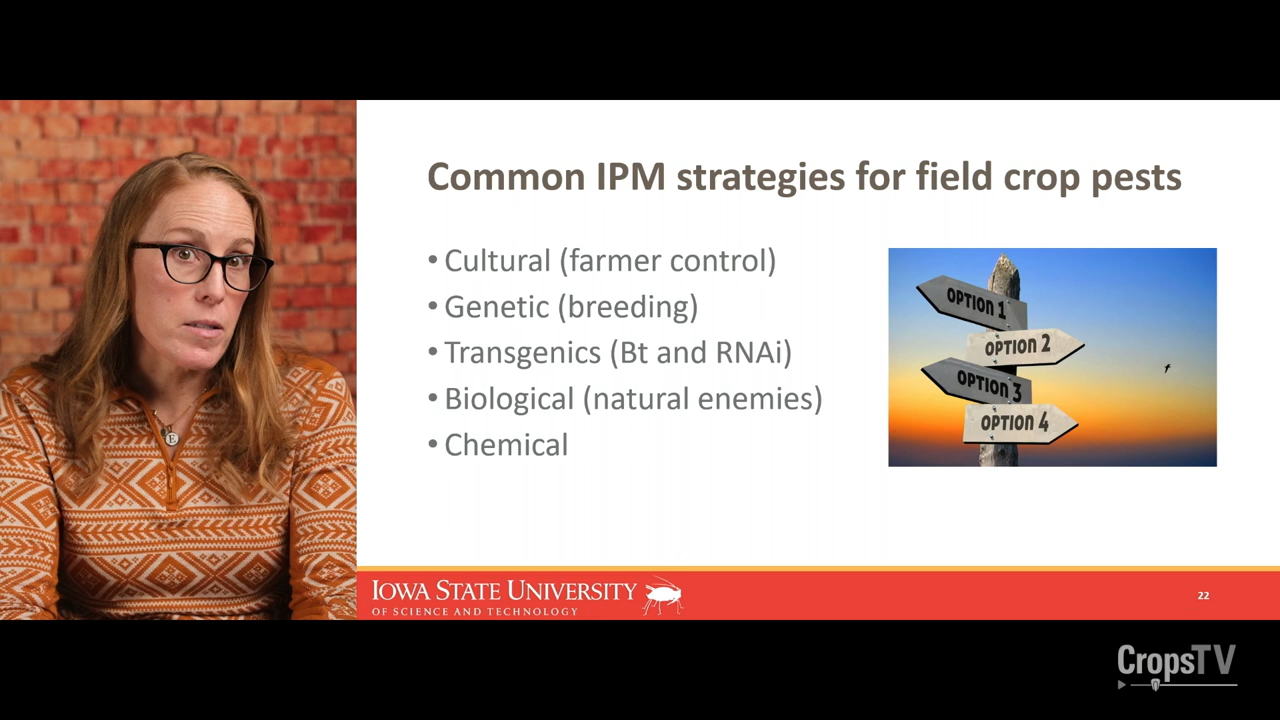 Common IPM strategies for field crop pests
• Cultural (farmer control)
• Genetic (breeding)
• Transgenics (Bt and RNAi)
• Biological (natural enemies)
• Chemical
OPTION 1
OPTION 2
OPTION 3
OPTION 4
E
IOWA STATE UNIVERSITY
OF SCIENCE AND TECHNOLOGY
22
CropsTV